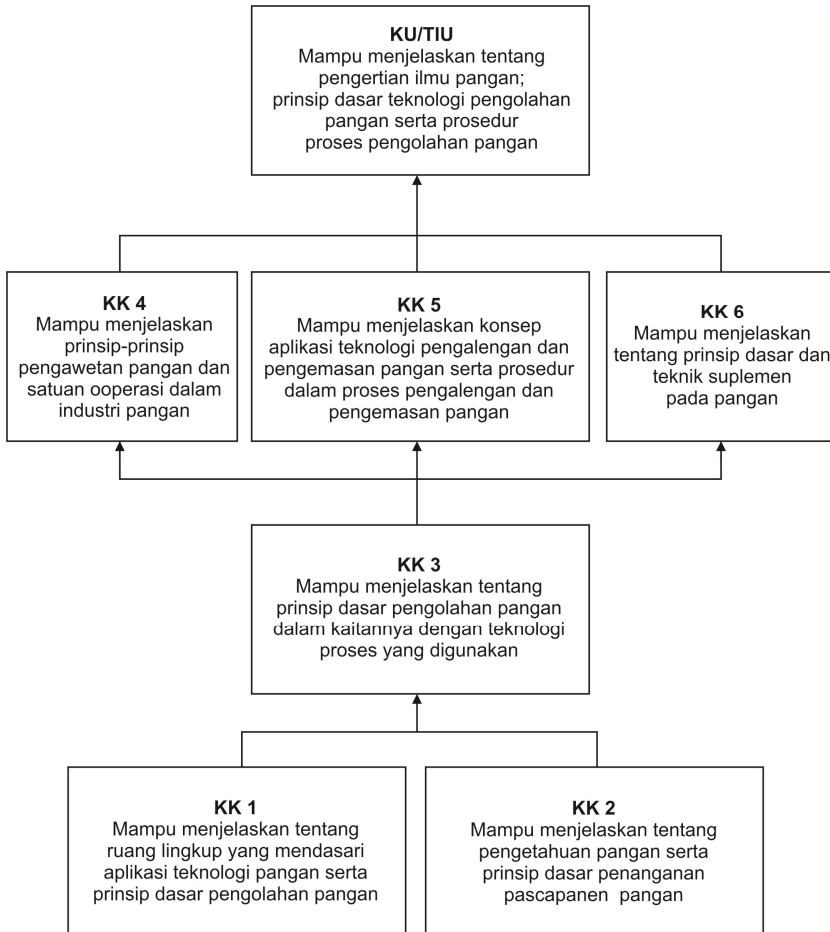 KU/TIU
Mampu menjelaskan tentang
pengertian ilmu pangan;
prinsip dasar teknologi pengolahan
pangan serta prosedur
proses pengolahan pangan
KK 4
Mampu menjelaskan
prinsip-prinsip
pengawetan pangan dan
satuan ooperasi dalam
industri pangan
KK 5
Mampu menjelaskan konsep
aplikasi teknologi pengalengan dan
pengemasan pangan serta prosedur
dalam proses pengalengan dan
pengemasan pangan
KK 6
Mampu menjelaskan
tentang prinsip dasar dan
teknik suplemen
pada pangan
KK 3
Mampu menjelaskan tentang
prinsip dasar pengolahan pangan
dalam kaitannya dengan teknologi
proses yang digunakan
KK 1
Mampu menjelaskan tentang
ruang lingkup yang mendasari
aplikasi teknologi pangan serta
prinsip dasar pengolahan pangan
KK 2
Mampu menjelaskan tentang
pengetahuan pangan serta
prinsip dasar penanganan
pascapanen pangan